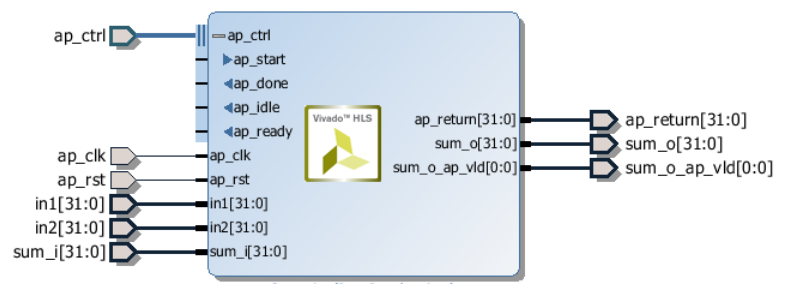 ap_ctrl
ap_ctrl
ap_start
ap_done
ap_idle
ap_ready
Vivado™ HLS
ap_clk
ap_clk
ap_rst
ap_rst
in1[31:0]
in1[31:0]
in2[31:0]
in2[31:0]
sum_i[31:0]
sum_i[31:0]
ap_return[31:0]
ap_return[31:0]
sum_o[31:0]
sum_o[31:0]
sum_o_ap_vld[0:0]
sum_o_ap_vld[0:0]